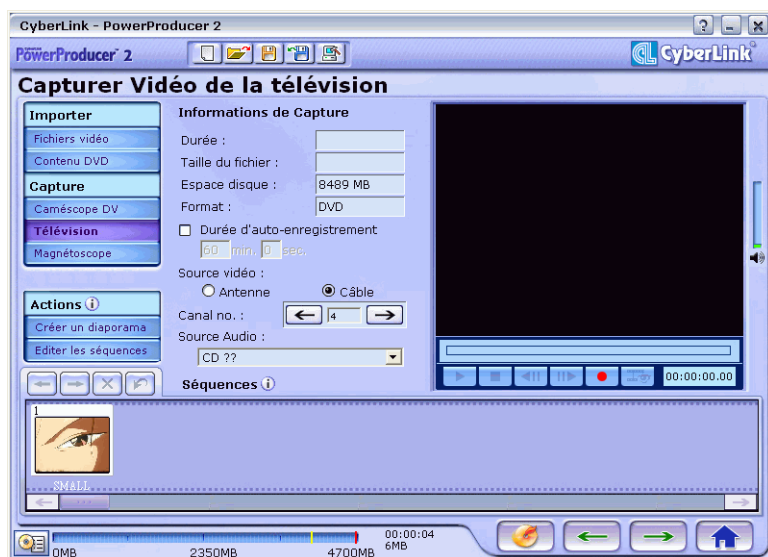 CyberLink - PowerProducer 2
PowerProducer 2
CyberLink
Capturer Vidéo de la télévision
Importer
Fichiers vidéo
Contenu DVD
Capture
Caméscope DV
Télévision
Magnétoscope
Actions
Créer un diaporama
Editer les séquences
Informations de Capture
Durée :
Taille du fichier :
Espace disque : 8489 MB
Format : DVD
Durée d'auto-enregistrement
60 min. 0 sec.
Source vidéo :
Antenne Câble
Canal no. : 4
Source Audio :
CD ??
Séquences
00:00:00.00
1
SMALL
0MB 2350MB 4700MB
00:00:04
6MB